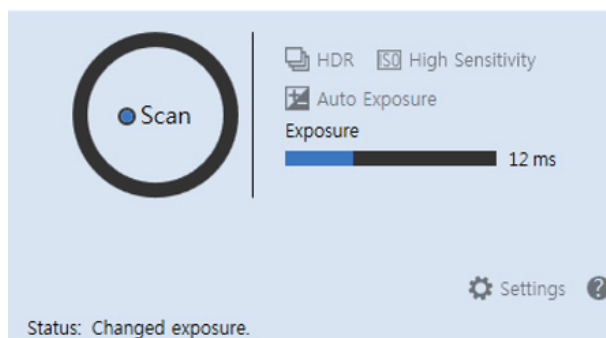 Scan
HDR ISO High Sensitivity
Auto Exposure
Exposure
12 ms
Settings ?
Status: Changed exposure.